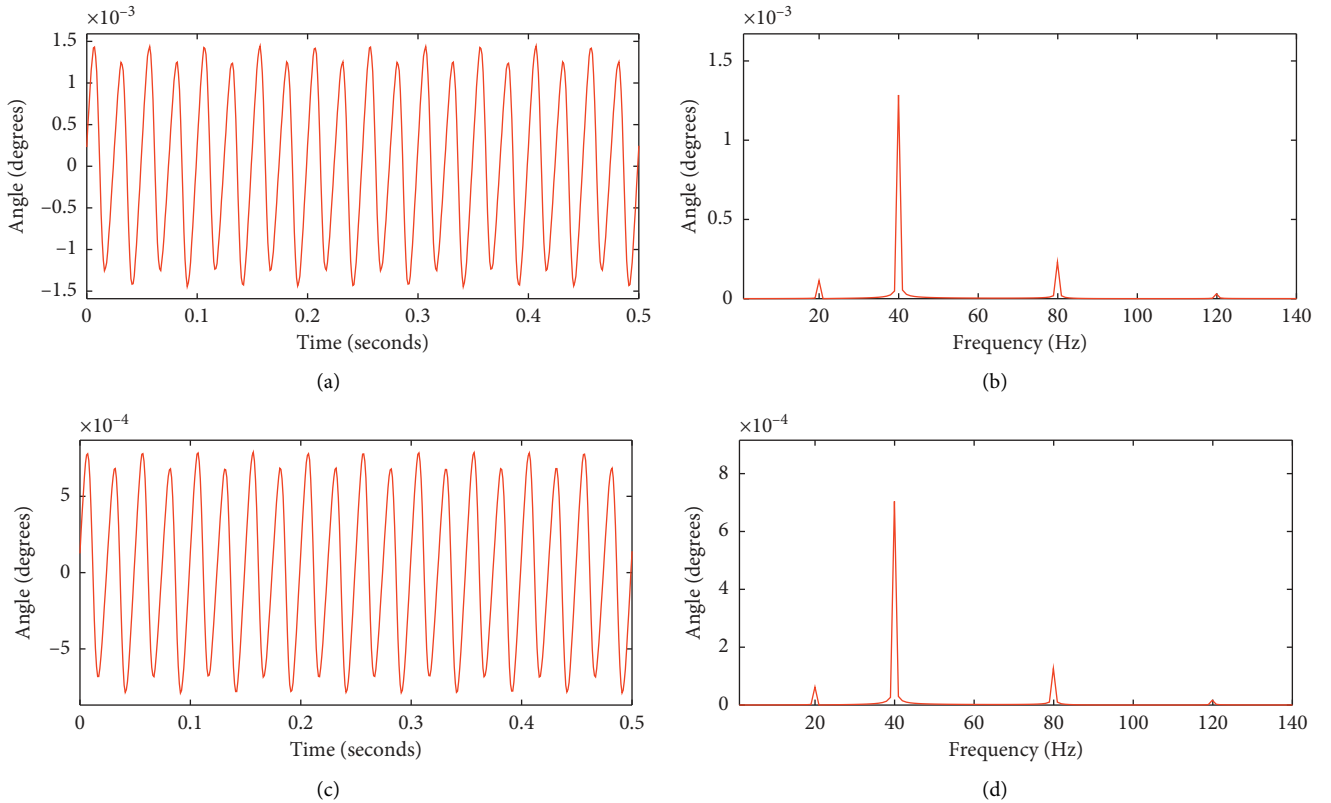 ×10⁻³
1.5
1
0.5
0
−0.5
−1
−1.5
Angle (degrees)
0 0.1 0.2 0.3 0.4 0.5
Time (seconds)
(a)
×10⁻³
1.5
1
0.5
0
Angle (degrees)
20 40 60 80 100 120 140
Frequency (Hz)
(b)
×10⁻⁴
5
0
−5
Angle (degrees)
0 0.1 0.2 0.3 0.4 0.5
Time (seconds)
(c)
×10⁻⁴
8
6
4
2
0
Angle (degrees)
20 40 60 80 100 120 140
Frequency (Hz)
(d)